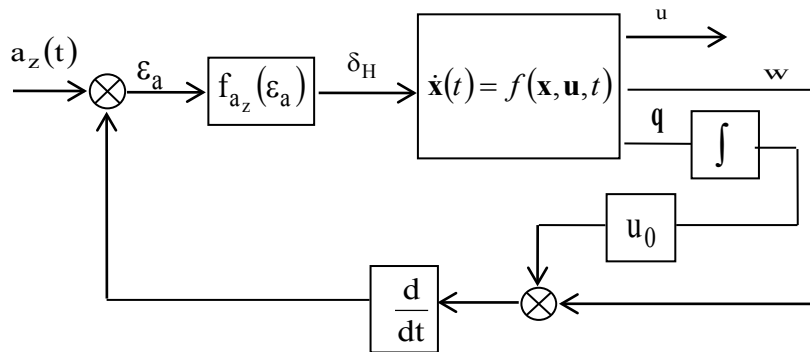 u
a_z(t)
ε_a
f_{a_z}(ε_a)
δ_H
ẋ(t) = f(x, u, t)
w
q
∫
u_0
d/dt